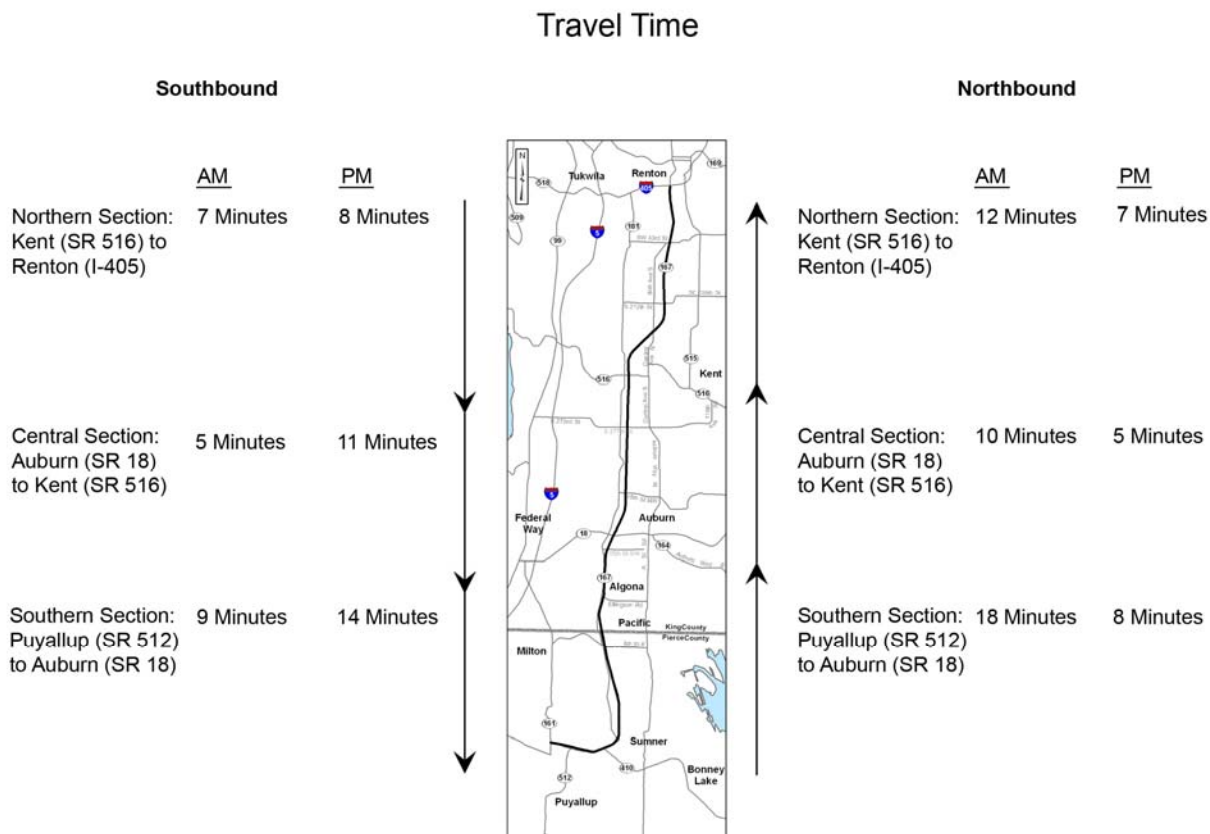 Travel Time
Southbound
AM PM
Northern Section:
Kent (SR 516) to
Renton (I-405)
7 Minutes 8 Minutes
Central Section:
Auburn (SR 18)
to Kent (SR 516)
5 Minutes 11 Minutes
Southern Section:
Puyallup (SR 512)
to Auburn (SR 18)
9 Minutes 14 Minutes
N
Tukwila Renton
169
518
405
509
99
5
181
167
515
Kent
516
516
5
Federal
Way
Auburn
18
164
167
Algona
Ellingson Rd
Pacific
KingCounty
PierceCounty
Milton
161
Sumner
410
512
Bonney
Lake
Puyallup
Northbound
AM PM
Northern Section:
Kent (SR 516) to
Renton (I-405)
12 Minutes 7 Minutes
Central Section:
Auburn (SR 18)
to Kent (SR 516)
10 Minutes 5 Minutes
Southern Section:
Puyallup (SR 512)
to Auburn (SR 18)
18 Minutes 8 Minutes